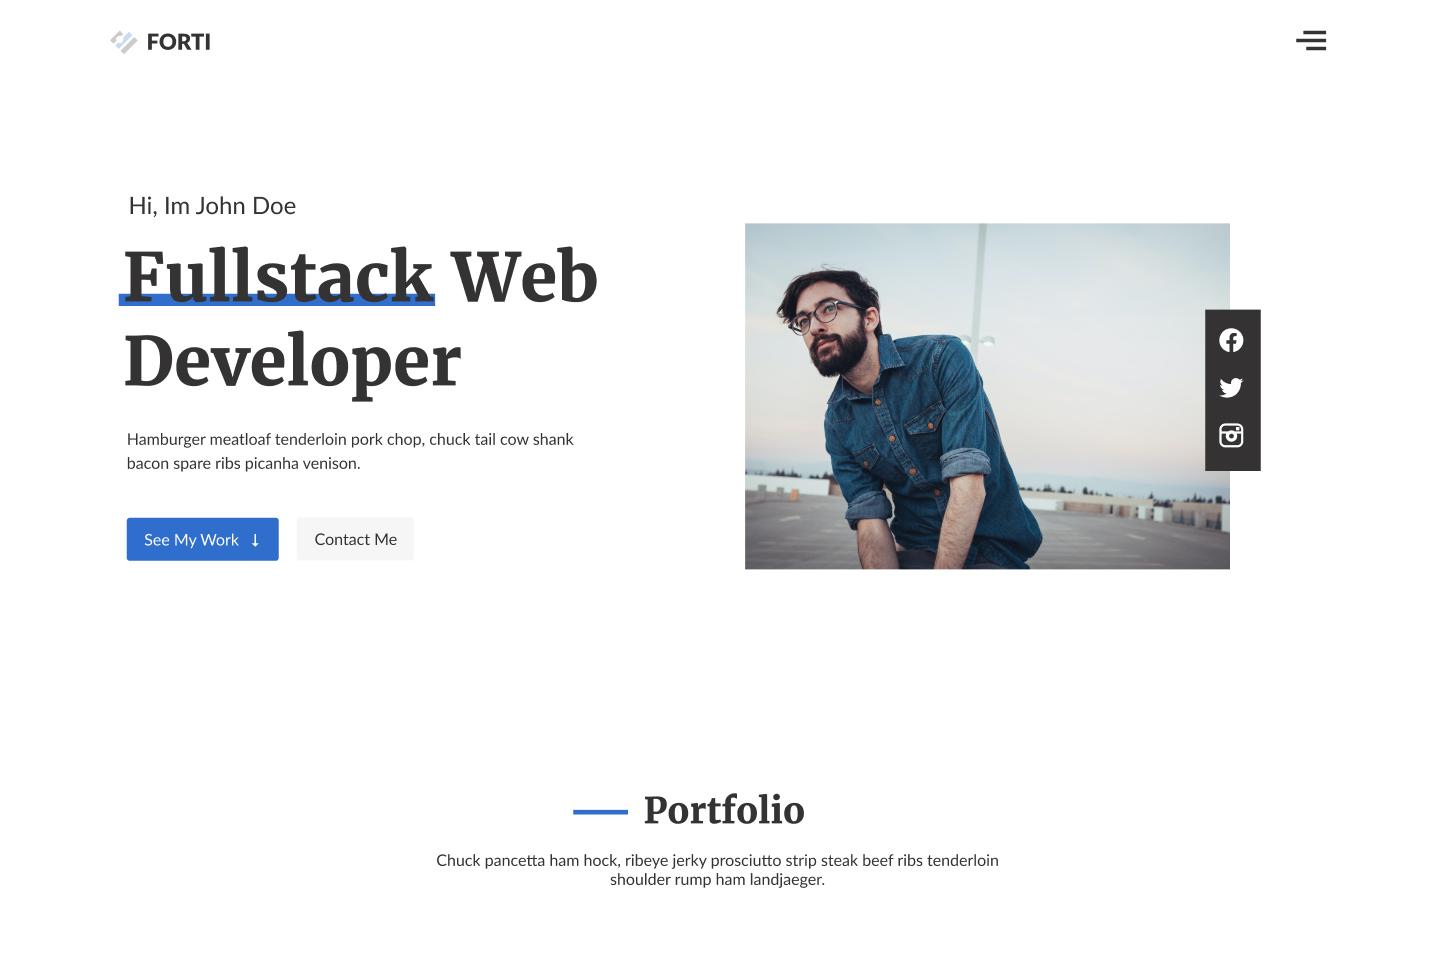 FORTI
Hi, Im John Doe
Fullstack Web
Developer
Hamburger meatloaf tenderloin pork chop, chuck tail cow shank
bacon spare ribs picanha venison.
See My Work ↓
Contact Me
Portfolio
Chuck pancetta ham hock, ribeye jerky prosciutto strip steak beef ribs tenderloin
shoulder rump ham landjaeger.